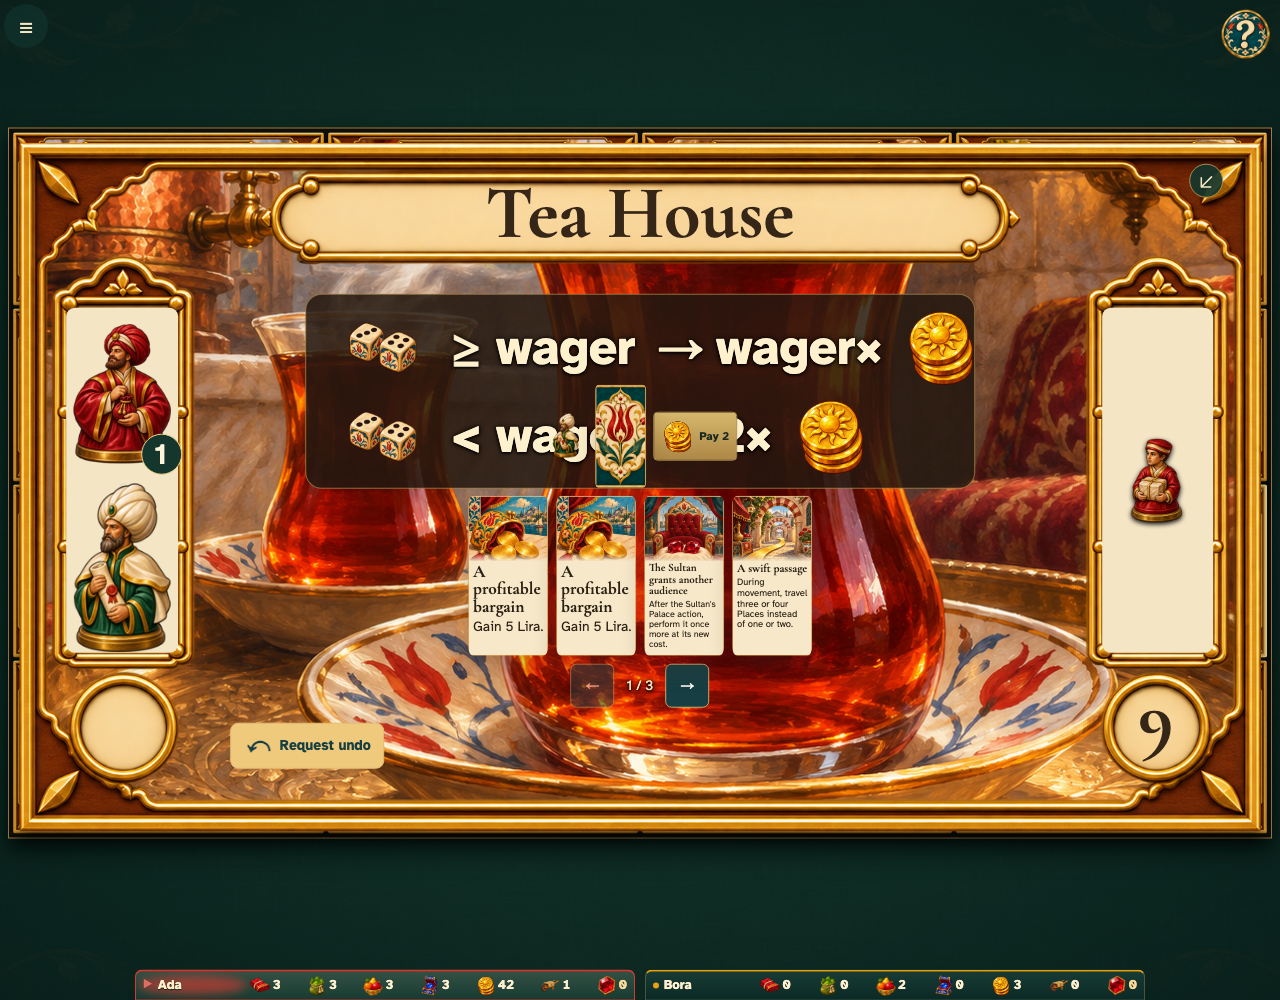 ≡
?
Tea House
≥ wager → wager×
1
< wag 2×
Pay 2
A profitable bargain
Gain 5 Lira.
A profitable bargain
Gain 5 Lira.
The Sultan grants another audience
After the Sultan's Palace action, perform it once more at its new cost.
A swift passage
During movement, travel three or four Places instead of one or two.
← 1 / 3 →
Request undo
9
Ada 3 3 3 3 42 1 0
Bora 0 0 2 0 3 0 0